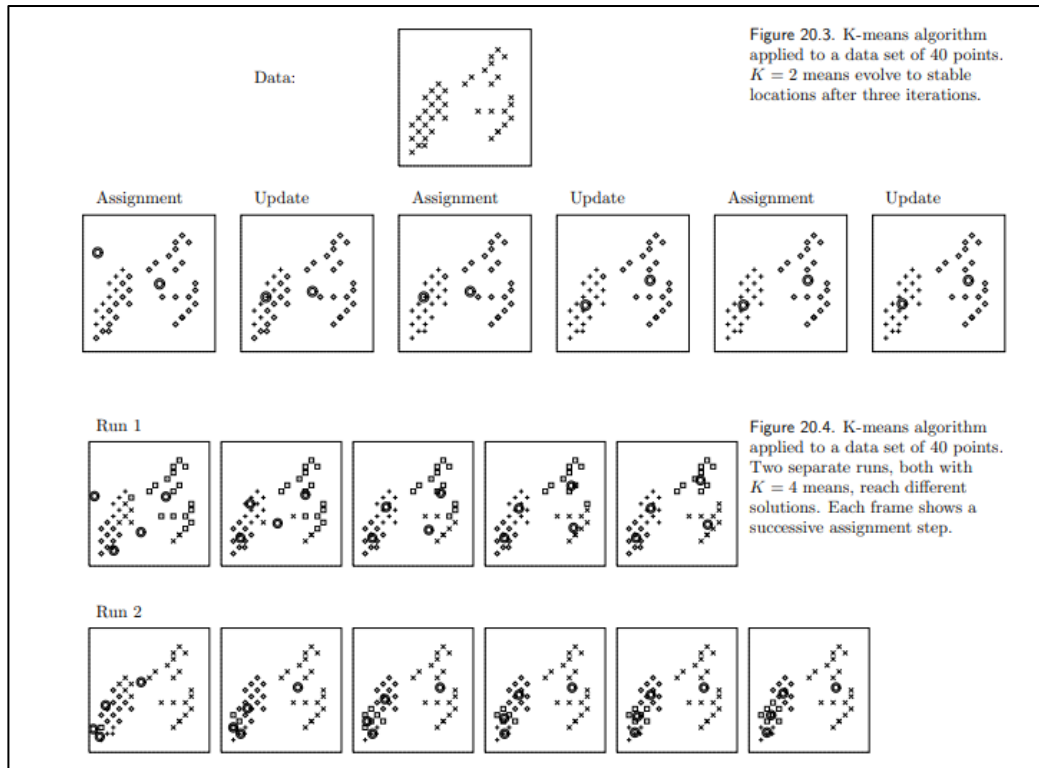 Data:
Figure 20.3. K-means algorithm
applied to a data set of 40 points.
K = 2 means evolve to stable
locations after three iterations.
Assignment
Update
Assignment
Update
Assignment
Update
Run 1
Figure 20.4. K-means algorithm
applied to a data set of 40 points.
Two separate runs, both with
K = 4 means, reach different
solutions. Each frame shows a
successive assignment step.
Run 2